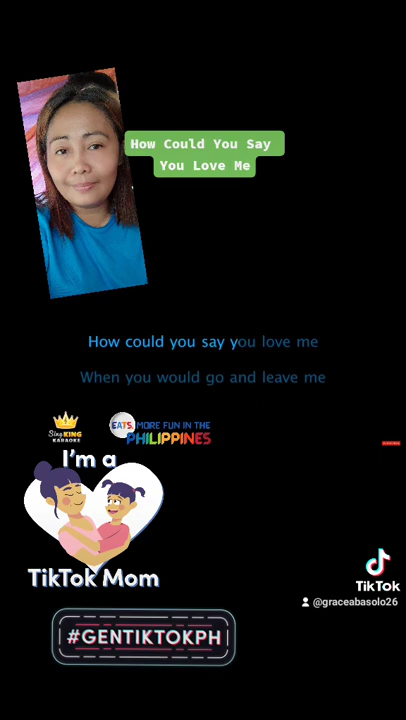 How Could You Say
You Love Me
How could you say you love me
When you would go and leave me
Sing KING
KARAOKE
EATS. MORE FUN IN THE
PHILIPPINES
I'm a
TikTok Mom
TikTok
@graceabasolo26
#GENTIKTOKPH